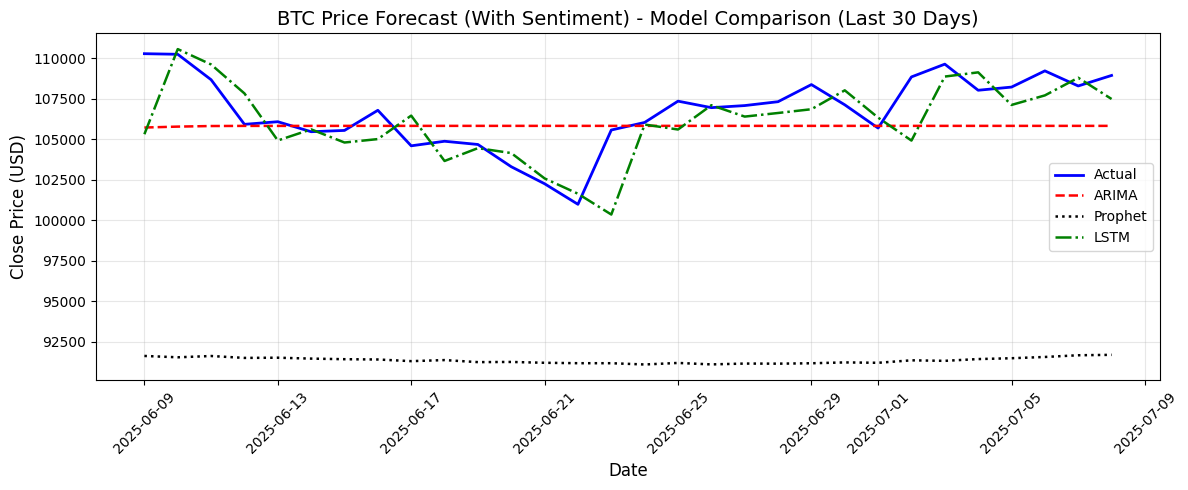 BTC Price Forecast (With Sentiment) - Model Comparison (Last 30 Days)
Close Price (USD)
110000
107500
105000
102500
100000
97500
95000
92500
Actual
ARIMA
Prophet
LSTM
2025-06-09
2025-06-13
2025-06-17
2025-06-21
2025-06-25
2025-06-29
2025-07-01
2025-07-05
2025-07-09
Date